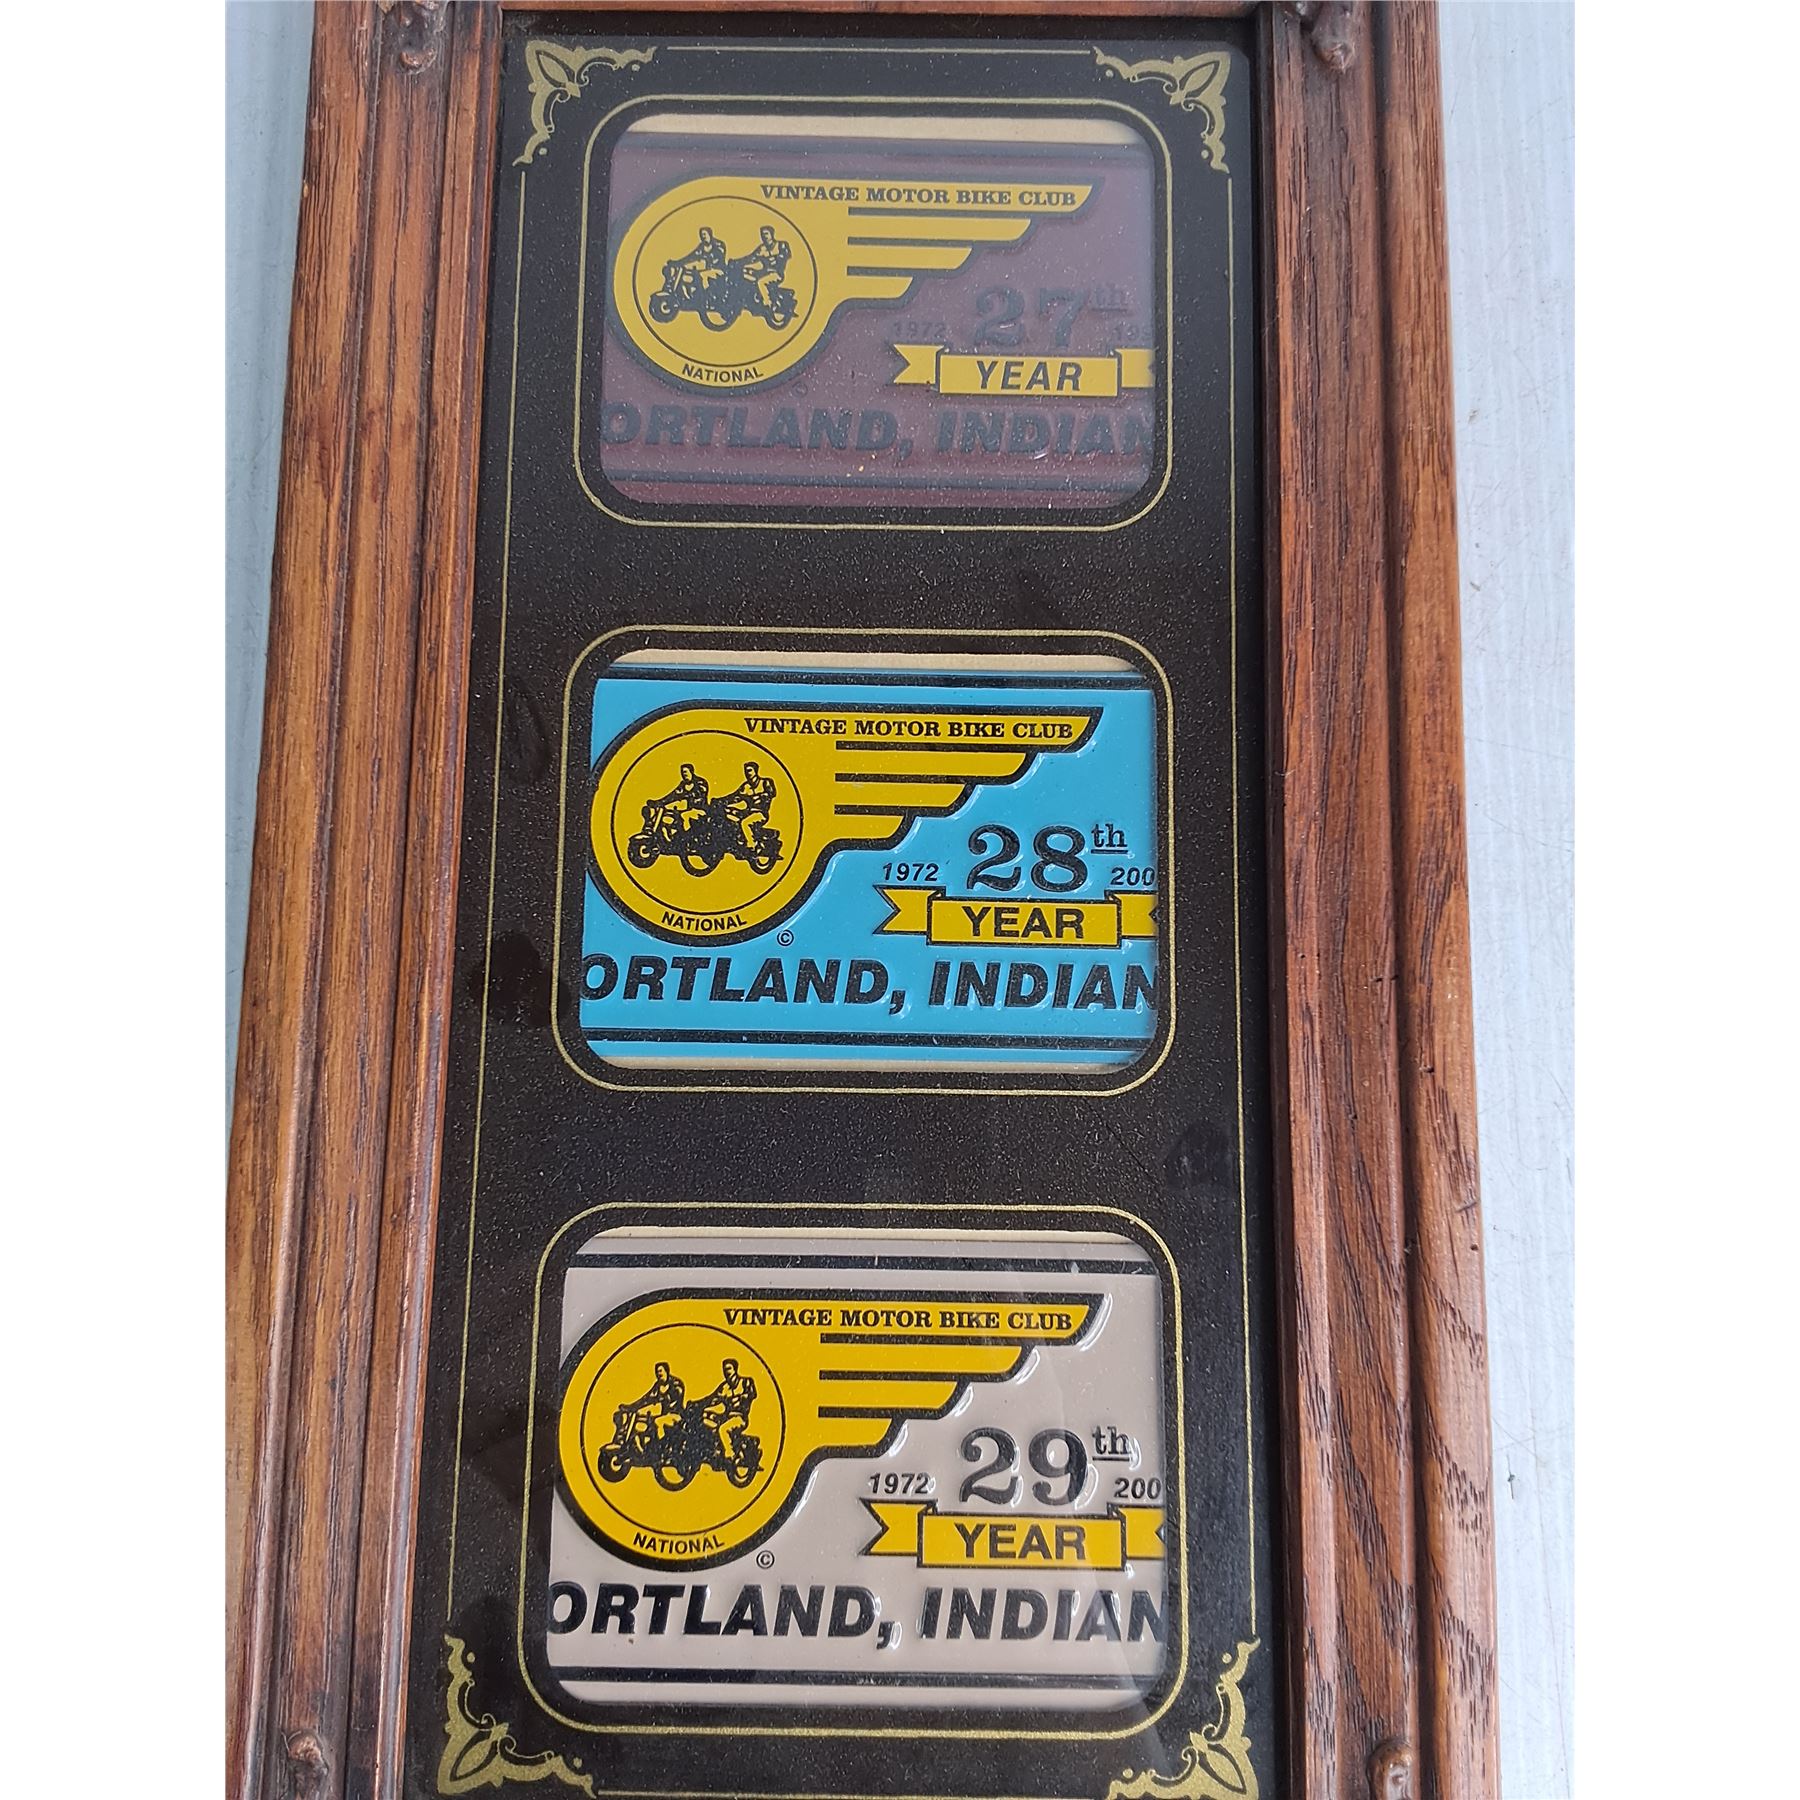 VINTAGE MOTOR BIKE CLUB
27th
1972 199
YEAR
NATIONAL
ORTLAND, INDIAN
VINTAGE MOTOR BIKE CLUB
28th
1972 200
YEAR
NATIONAL
©
ORTLAND, INDIAN
VINTAGE MOTOR BIKE CLUB
29th
1972 200
YEAR
NATIONAL
©
ORTLAND, INDIAN